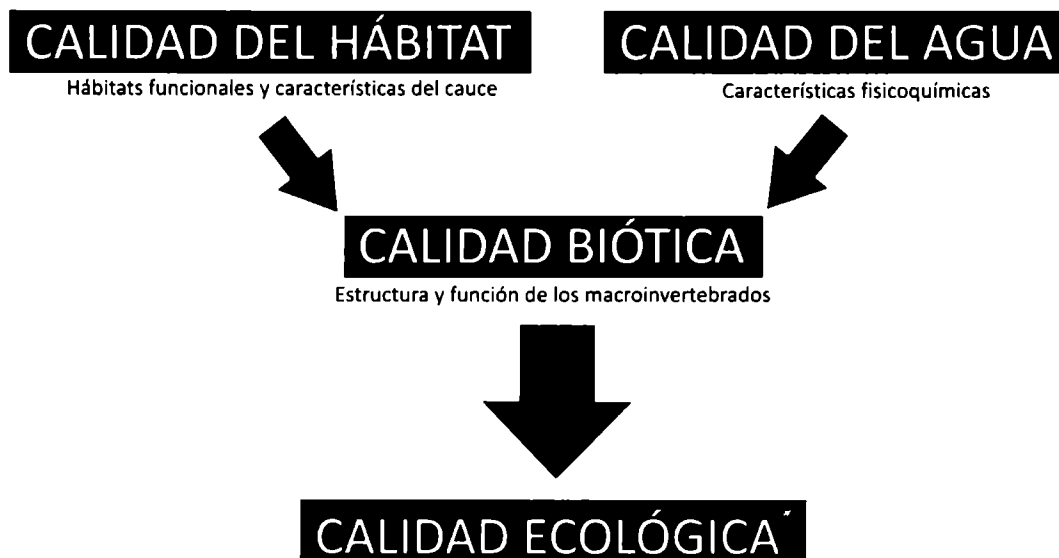 CALIDAD DEL HÁBITAT
Hábitats funcionales y características del cauce
CALIDAD DEL AGUA
Características fisicoquímicas
CALIDAD BIÓTICA
Estructura y función de los macroinvertebrados
CALIDAD ECOLÓGICA